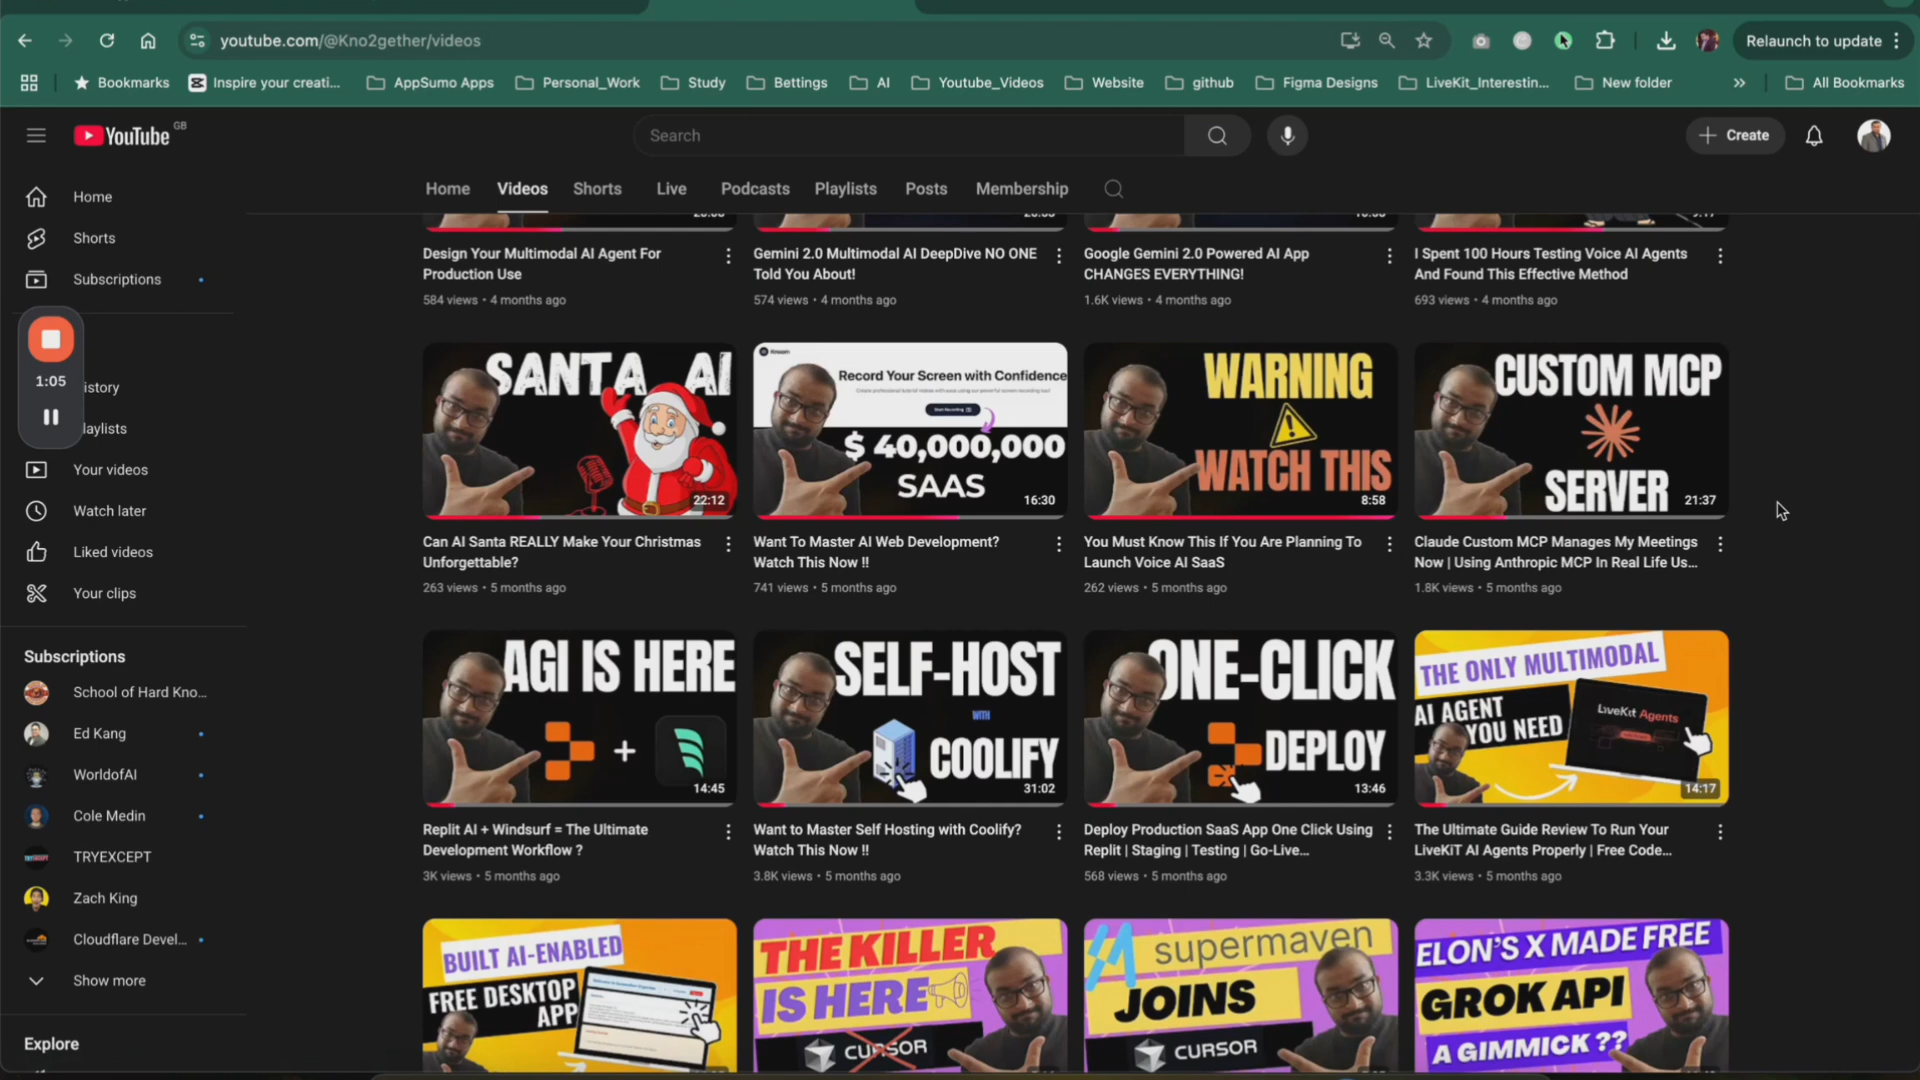 youtube.com/@Kno2gether/videos
Relaunch to update
Bookmarks
Inspire your creati...
AppSumo Apps
Personal_Work
Study
Bettings
AI
Youtube_Videos
Website
github
Figma Designs
LiveKit_Interestin...
New folder
All Bookmarks
YouTube GB
Search
Create
Home
Shorts
Subscriptions
1:05
istory
laylists
Your videos
Watch later
Liked videos
Your clips
Subscriptions
School of Hard Kno...
Ed Kang
WorldofAI
Cole Medin
TRYEXCEPT
Zach King
Cloudflare Devel...
Show more
Explore
Home Videos Shorts Live Podcasts Playlists Posts Membership
Design Your Multimodal AI Agent For
Production Use
584 views • 4 months ago
Gemini 2.0 Multimodal AI DeepDive NO ONE
Told You About!
574 views • 4 months ago
Google Gemini 2.0 Powered AI App
CHANGES EVERYTHING!
1.6K views • 4 months ago
I Spent 100 Hours Testing Voice AI Agents
And Found This Effective Method
693 views • 4 months ago
SANTA AI
22:12
Can AI Santa REALLY Make Your Christmas
Unforgettable?
263 views • 5 months ago
Record Your Screen with Confidence
Start Recording
$ 40,000,000
SAAS
16:30
Want To Master AI Web Development?
Watch This Now !!
741 views • 5 months ago
WARNING
WATCH THIS
8:58
You Must Know This If You Are Planning To
Launch Voice AI SaaS
262 views • 5 months ago
CUSTOM MCP
SERVER
21:37
Claude Custom MCP Manages My Meetings
Now | Using Anthropic MCP In Real Life Us...
1.8K views • 5 months ago
AGI IS HERE
+
14:45
Replit AI + Windsurf = The Ultimate
Development Workflow ?
3K views • 5 months ago
SELF-HOST
WITH
COOLIFY
31:02
Want to Master Self Hosting with Coolify?
Watch This Now !!
3.8K views • 5 months ago
ONE-CLICK
DEPLOY
13:46
Deploy Production SaaS App One Click Using
Replit | Staging | Testing | Go-Live...
568 views • 5 months ago
THE ONLY MULTIMODAL
AI AGENT
YOU NEED
LiveKit Agents
14:17
The Ultimate Guide Review To Run Your
LiveKiT AI Agents Properly | Free Code...
3.3K views • 5 months ago
BUILT AI-ENABLED
FREE DESKTOP
APP
THE KILLER
IS HERE
CURSOR
supermaven
JOINS
CURSOR
ELON'S X MADE FREE
GROK API
A GIMMICK ??